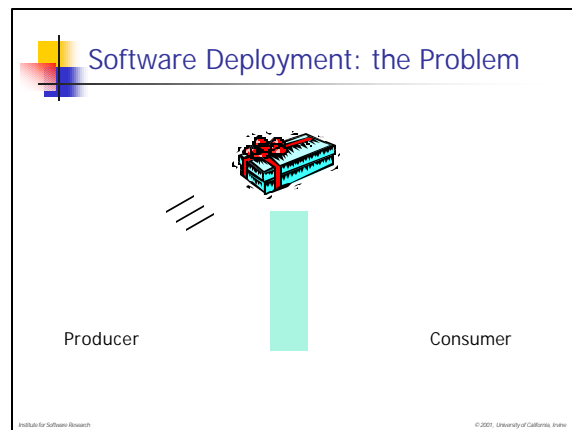 Software Deployment: the Problem
Producer
Consumer
Institute for Software Research
© 2001, University of California, Irvine